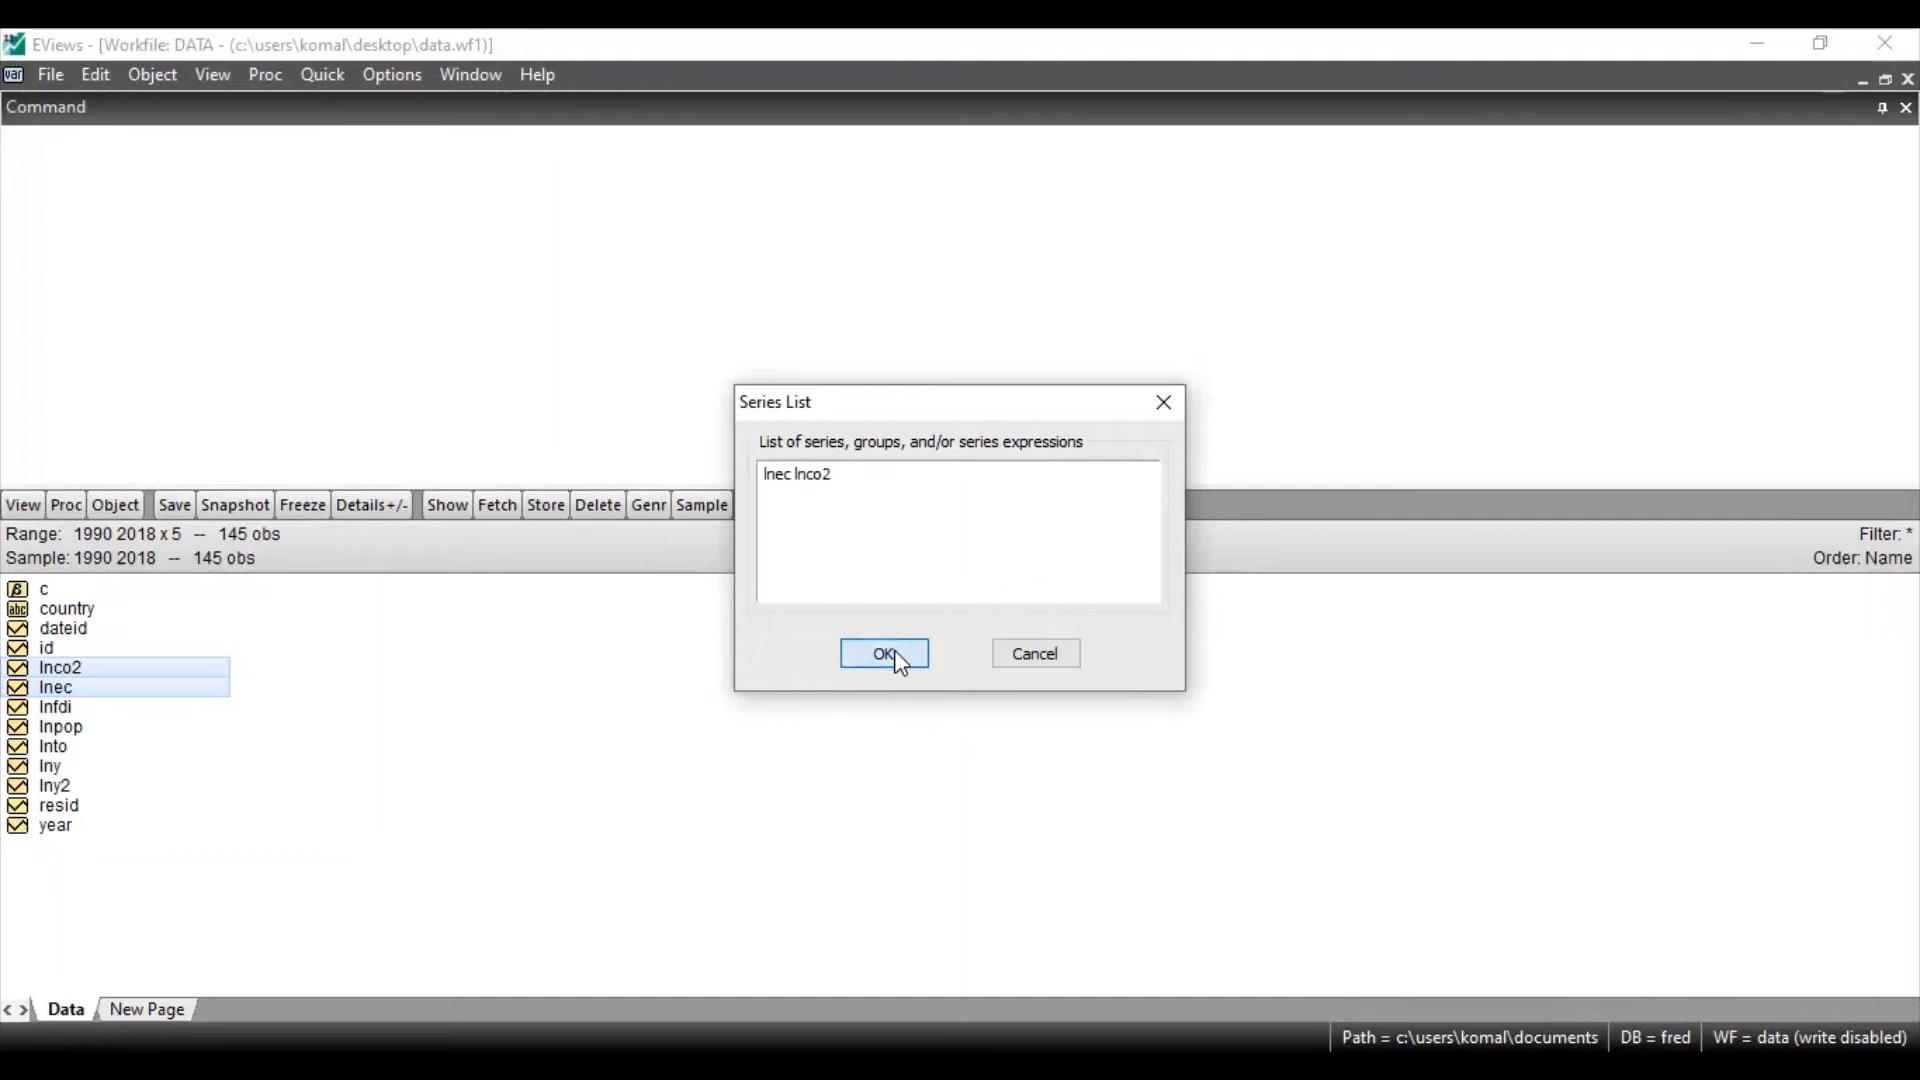 EViews - [Workfile: DATA - (c:\users\komal\desktop\data.wf1)]
var File Edit Object View Proc Quick Options Window Help
Command
Series List
List of series, groups, and/or series expressions
lnec lnco2
OK Cancel
View Proc Object Save Snapshot Freeze Details+/- Show Fetch Store Delete Genr Sample
Range: 1990 2018 x 5 -- 145 obs Filter: *
Sample: 1990 2018 -- 145 obs Order: Name
β c
abc country
dateid
id
lnco2
lnec
lnfdi
lnpop
lnto
lny
lny2
resid
year
Data New Page
Path = c:\users\komal\documents DB = fred WF = data (write disabled)